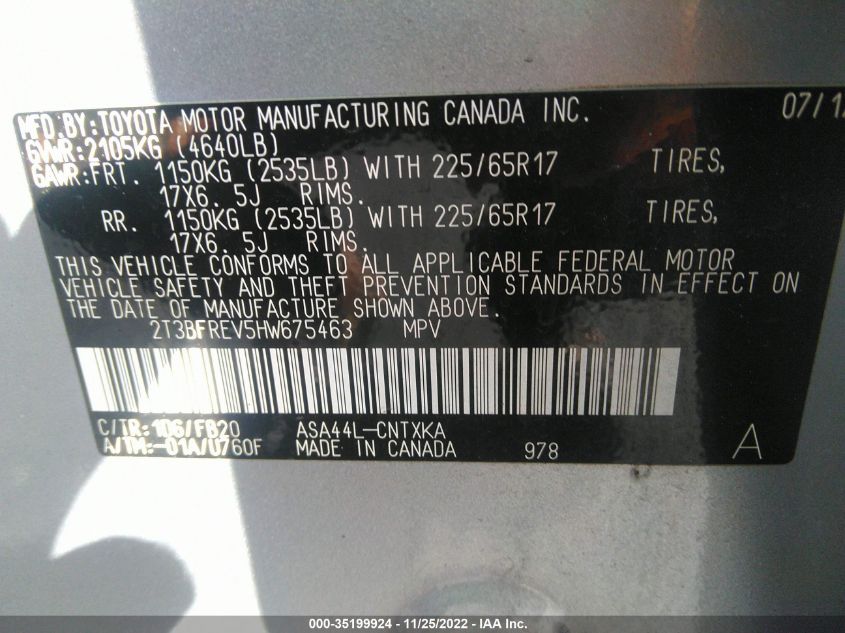 MFD.BY:TOYOTA MOTOR MANUFACTURING CANADA INC. 07/1
GVWR:2105KG (4640LB)
GAWR:FRT. 1150KG (2535LB) WITH 225/65R17 TIRES,
17X6. 5J RIMS.
RR. 1150KG (2535LB) WITH 225/65R17 TIRES,
17X6. 5J RIMS.
THIS VEHICLE CONFORMS TO ALL APPLICABLE FEDERAL MOTOR
VEHICLE SAFETY AND THEFT PREVENTION STANDARDS IN EFFECT ON
THE DATE OF MANUFACTURE SHOWN ABOVE.
2T3BFREV5HW675463 MPV
C/TR:1D6/FB20 ASA44L-CNTXKA
A/TM:-01A/U760F MADE IN CANADA 978 A
000-35199924 - 11/25/2022 - IAA Inc.